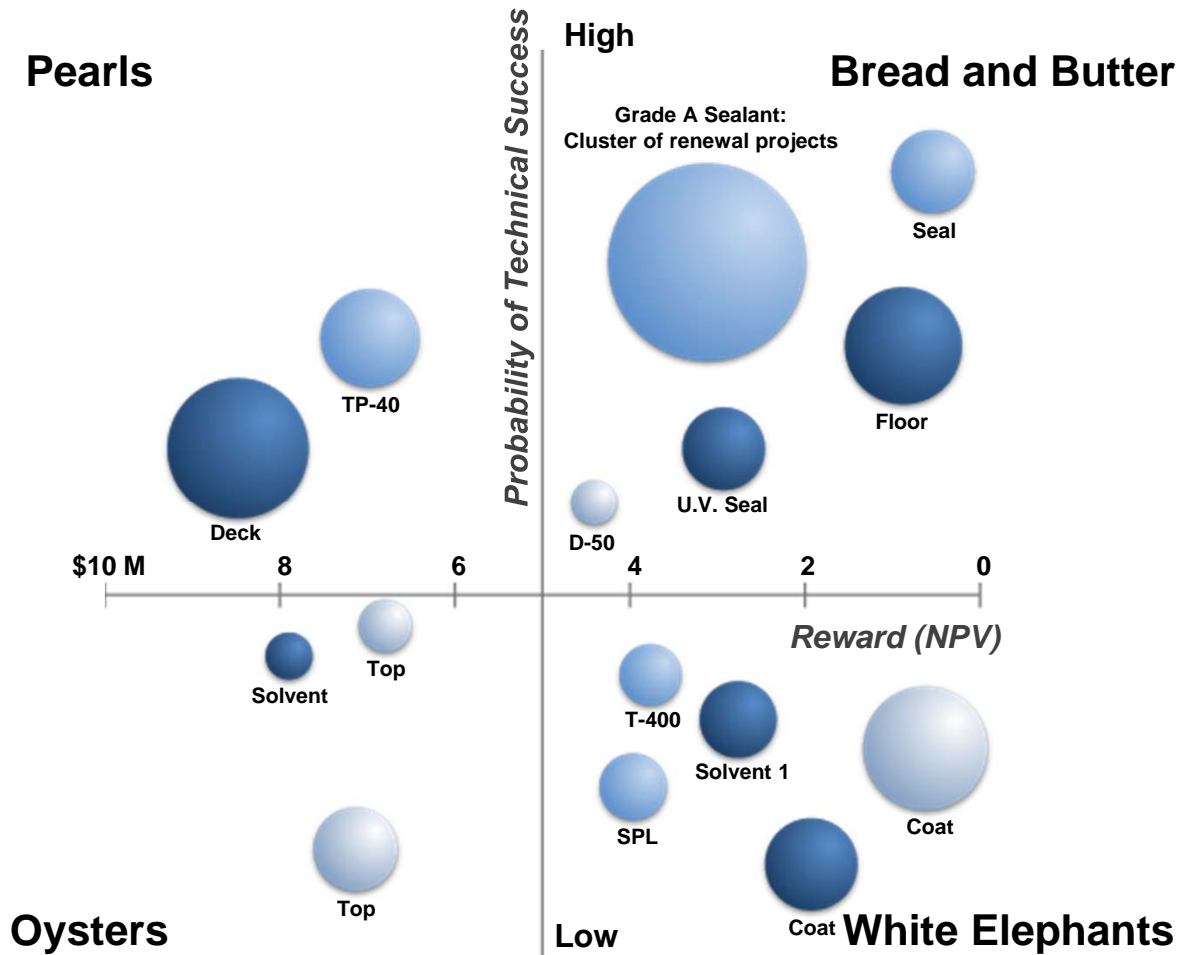 High
Pearls
Bread and Butter
Probability of Technical Success
Grade A Sealant:
Cluster of renewal projects
Seal
TP-40
Floor
U.V. Seal
Deck
D-50
$10 M 8 6 4 2 0
Reward (NPV)
Top
Solvent
T-400
Solvent 1
SPL
Coat
Top
Coat
Oysters
Low
White Elephants